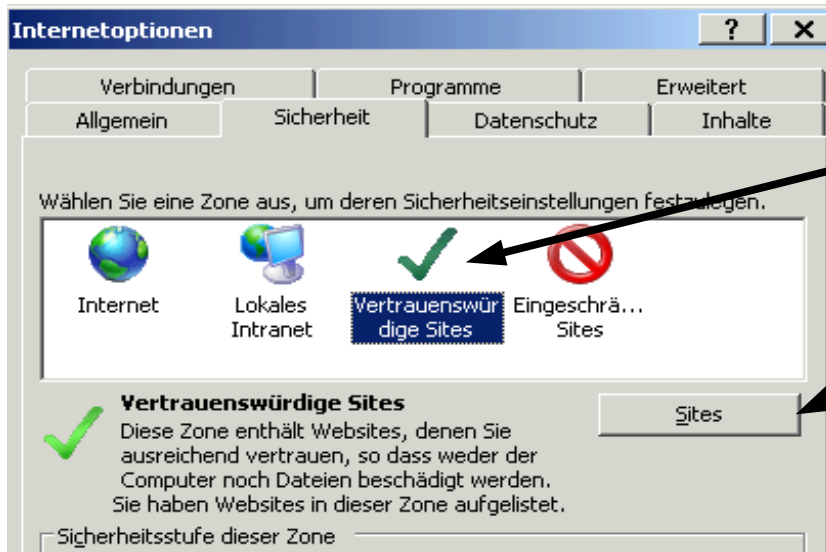 Internetoptionen
?
Verbindungen Programme Erweitert
Allgemein Sicherheit Datenschutz Inhalte
Wählen Sie eine Zone aus, um deren Sicherheitseinstellungen festzulegen.
Internet
Lokales
Intranet
Vertrauenswür
dige Sites
Eingeschrä...
Sites
Vertrauenswürdige Sites
Diese Zone enthält Websites, denen Sie
ausreichend vertrauen, so dass weder der
Computer noch Dateien beschädigt werden.
Sie haben Websites in dieser Zone aufgelistet.
Sites
Sicherheitsstufe dieser Zone